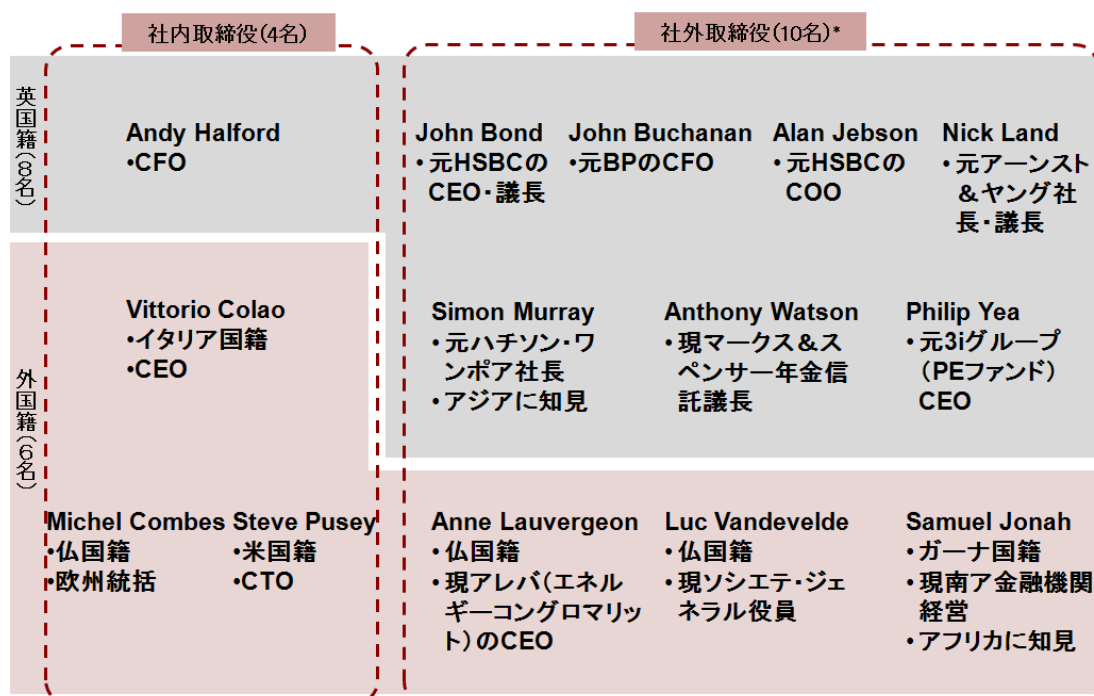 社内取締役(4名)
社外取締役(10名)*
英国籍(8名)
Andy Halford
•CFO
John Bond
•元HSBCの
CEO・議長
John Buchanan
•元BPのCFO
Alan Jebson
•元HSBCの
COO
Nick Land
•元アーンスト
＆ヤング社
長・議長
外国籍(6名)
Vittorio Colao
•イタリア国籍
•CEO
Simon Murray
•元ハチソン・ワ
ンポア社長
•アジアに知見
Anthony Watson
•現マークス＆ス
ペンサー年金信
託議長
Philip Yea
•元3iグループ
（PEファンド）
CEO
Michel Combes
•仏国籍
•欧州統括
Steve Pusey
•米国籍
•CTO
Anne Lauvergeon
•仏国籍
•現アレバ（エネル
ギーコングロマリッ
ト）のCEO
Luc Vandevelde
•仏国籍
•現ソシエテ・ジェ
ネラル役員
Samuel Jonah
•ガーナ国籍
•現南ア金融機関
経営
•アフリカに知見